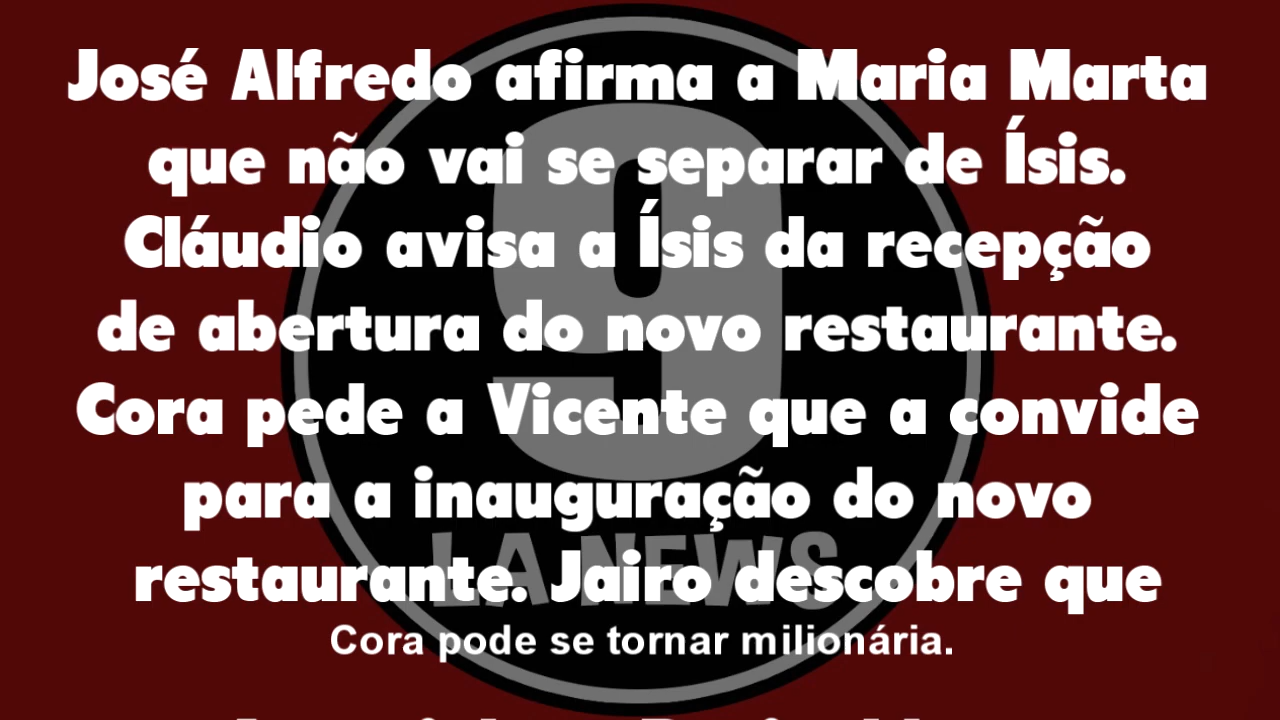 José Alfredo afirma a Maria Marta
que não vai se separar de Ísis.
Cláudio avisa a Ísis da recepção
de abertura do novo restaurante.
Cora pede a Vicente que a convide
para a inauguração do novo
restaurante. Jairo descobre que
Cora pode se tornar milionária.
9
LA NEWS